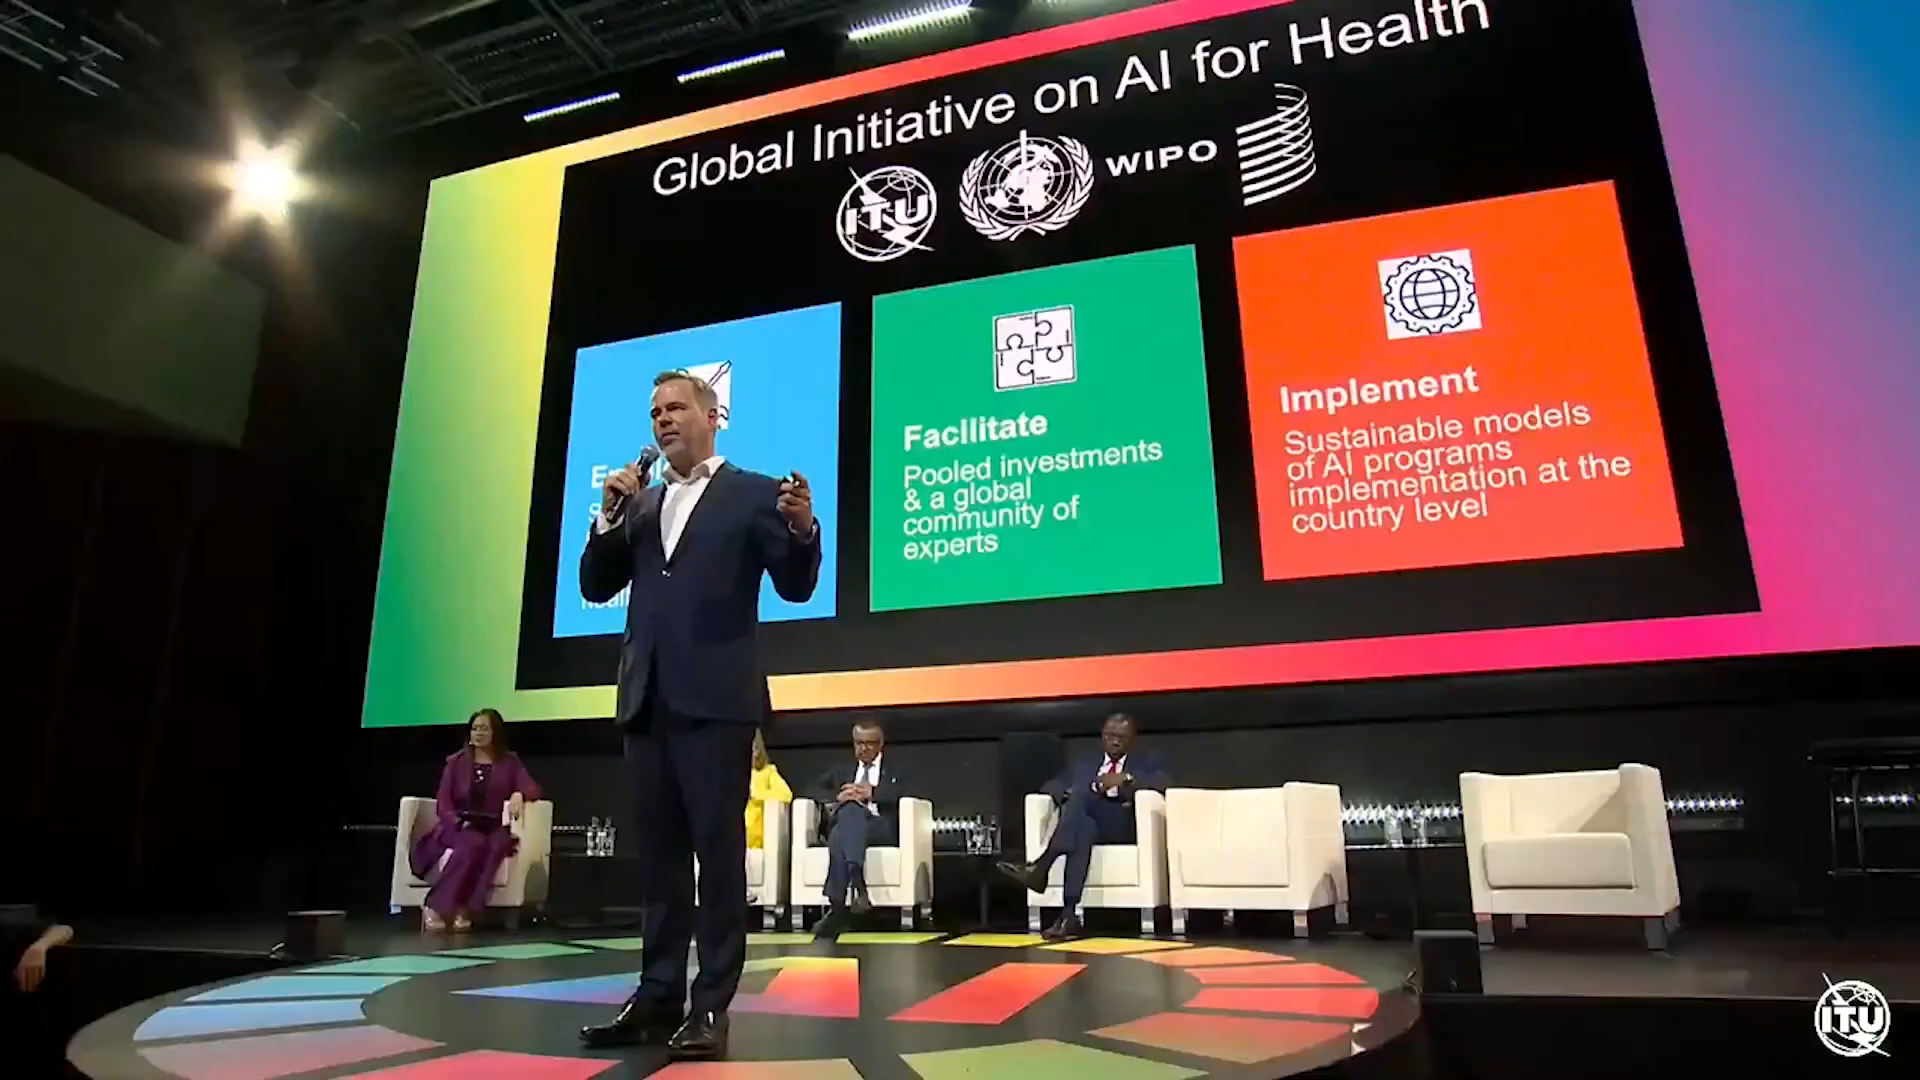 Global Initiative on AI for Health
ITU
WIPO
Facilitate
Pooled investments
& a global
community of
experts
Implement
Sustainable models
of AI programs
implementation at the
country level
AI
ITU